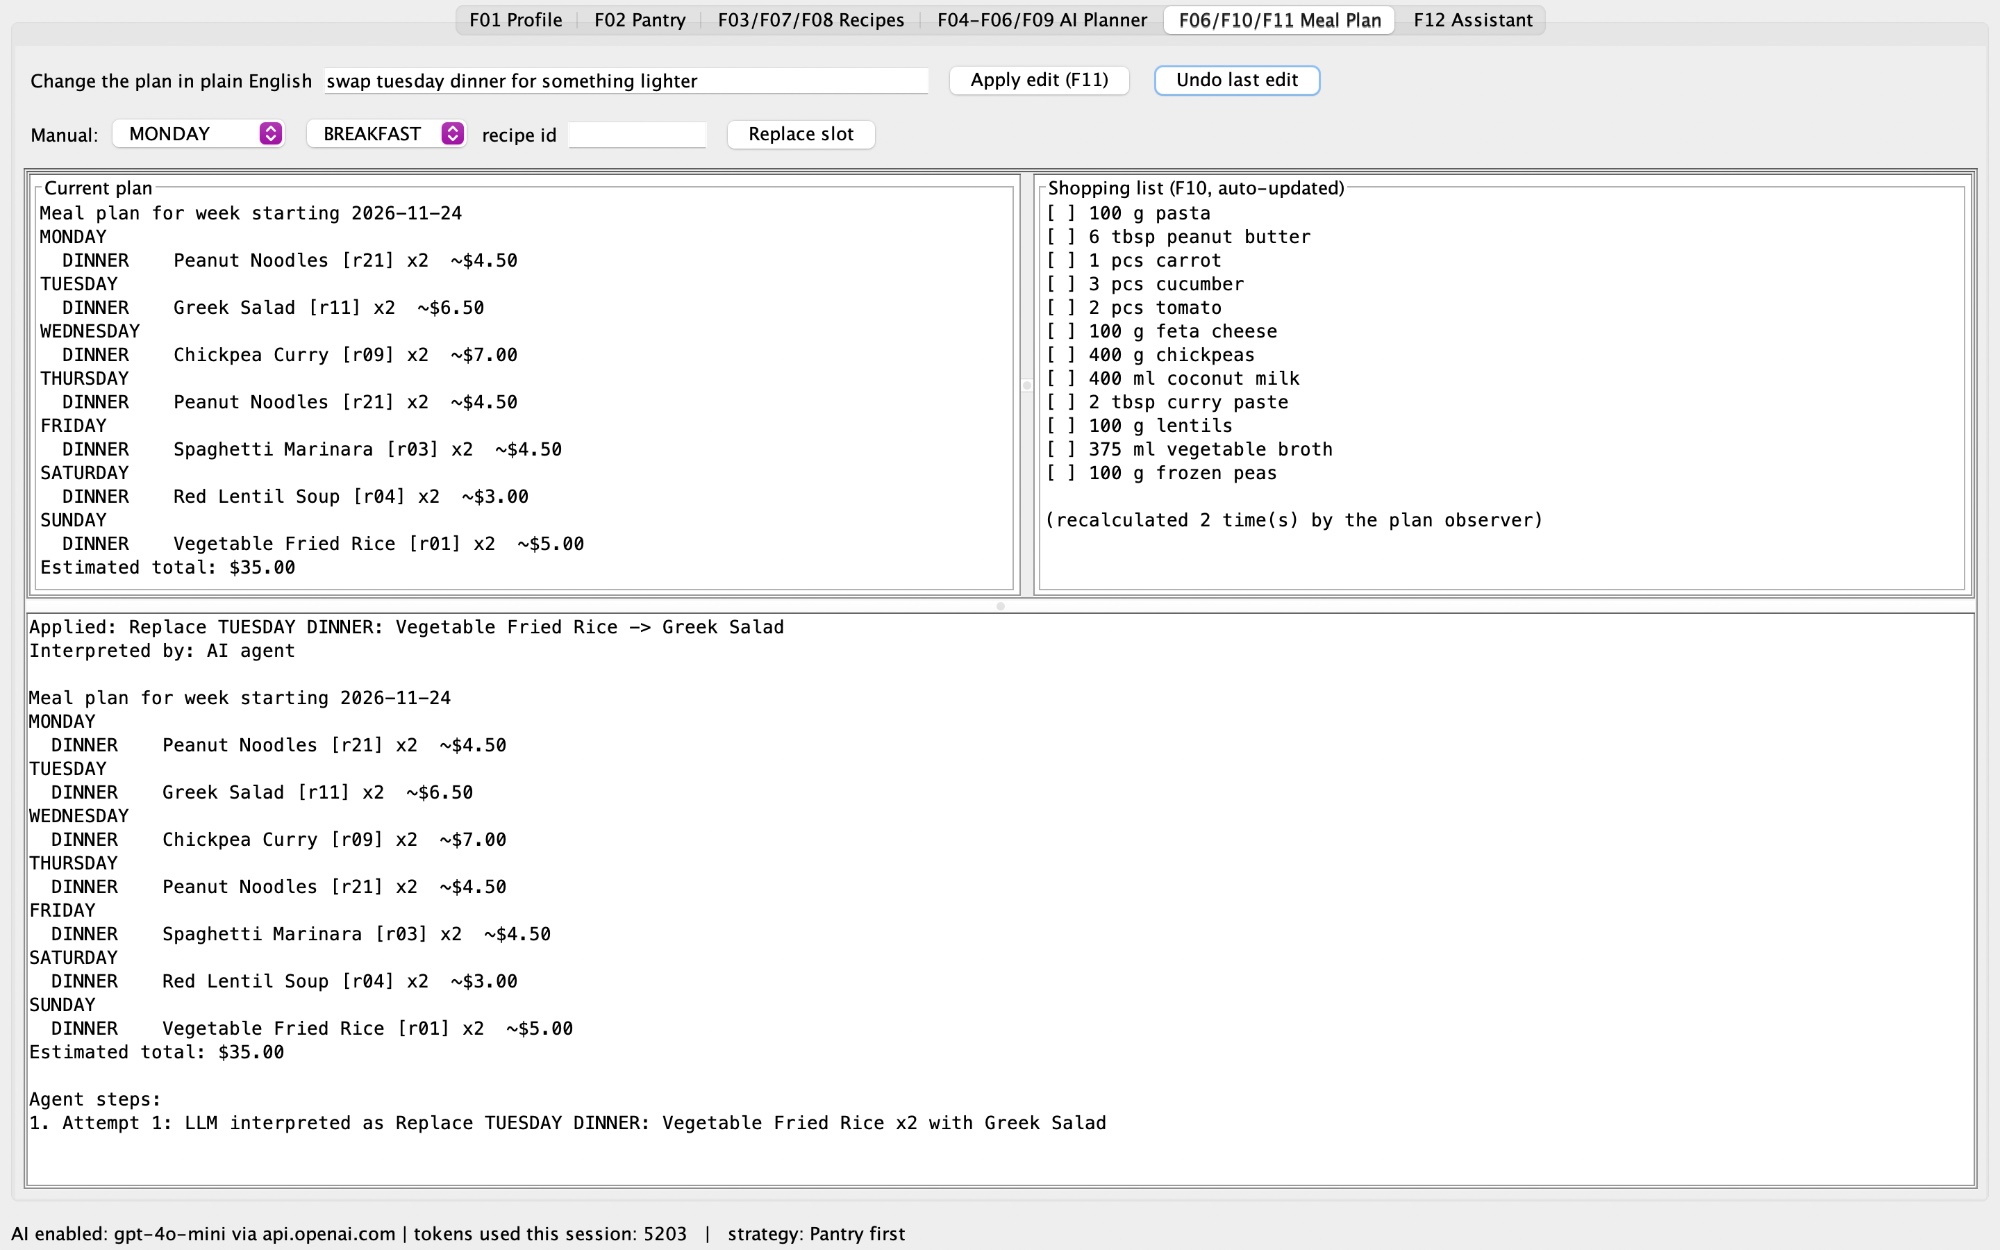 F01 Profile F02 Pantry F03/F07/F08 Recipes F04-F06/F09 AI Planner F06/F10/F11 Meal Plan F12 Assistant
Change the plan in plain English swap tuesday dinner for something lighter Apply edit (F11) Undo last edit
Manual: MONDAY BREAKFAST recipe id Replace slot
Current plan
Meal plan for week starting 2026-11-24
MONDAY
DINNER Peanut Noodles [r21] x2 ~$4.50
TUESDAY
DINNER Greek Salad [r11] x2 ~$6.50
WEDNESDAY
DINNER Chickpea Curry [r09] x2 ~$7.00
THURSDAY
DINNER Peanut Noodles [r21] x2 ~$4.50
FRIDAY
DINNER Spaghetti Marinara [r03] x2 ~$4.50
SATURDAY
DINNER Red Lentil Soup [r04] x2 ~$3.00
SUNDAY
DINNER Vegetable Fried Rice [r01] x2 ~$5.00
Estimated total: $35.00
Shopping list (F10, auto-updated)
[ ] 100 g pasta
[ ] 6 tbsp peanut butter
[ ] 1 pcs carrot
[ ] 3 pcs cucumber
[ ] 2 pcs tomato
[ ] 100 g feta cheese
[ ] 400 g chickpeas
[ ] 400 ml coconut milk
[ ] 2 tbsp curry paste
[ ] 100 g lentils
[ ] 375 ml vegetable broth
[ ] 100 g frozen peas
(recalculated 2 time(s) by the plan observer)
Applied: Replace TUESDAY DINNER: Vegetable Fried Rice -> Greek Salad
Interpreted by: AI agent
Meal plan for week starting 2026-11-24
MONDAY
DINNER Peanut Noodles [r21] x2 ~$4.50
TUESDAY
DINNER Greek Salad [r11] x2 ~$6.50
WEDNESDAY
DINNER Chickpea Curry [r09] x2 ~$7.00
THURSDAY
DINNER Peanut Noodles [r21] x2 ~$4.50
FRIDAY
DINNER Spaghetti Marinara [r03] x2 ~$4.50
SATURDAY
DINNER Red Lentil Soup [r04] x2 ~$3.00
SUNDAY
DINNER Vegetable Fried Rice [r01] x2 ~$5.00
Estimated total: $35.00
Agent steps:
1. Attempt 1: LLM interpreted as Replace TUESDAY DINNER: Vegetable Fried Rice x2 with Greek Salad
AI enabled: gpt-4o-mini via api.openai.com | tokens used this session: 5203 | strategy: Pantry first